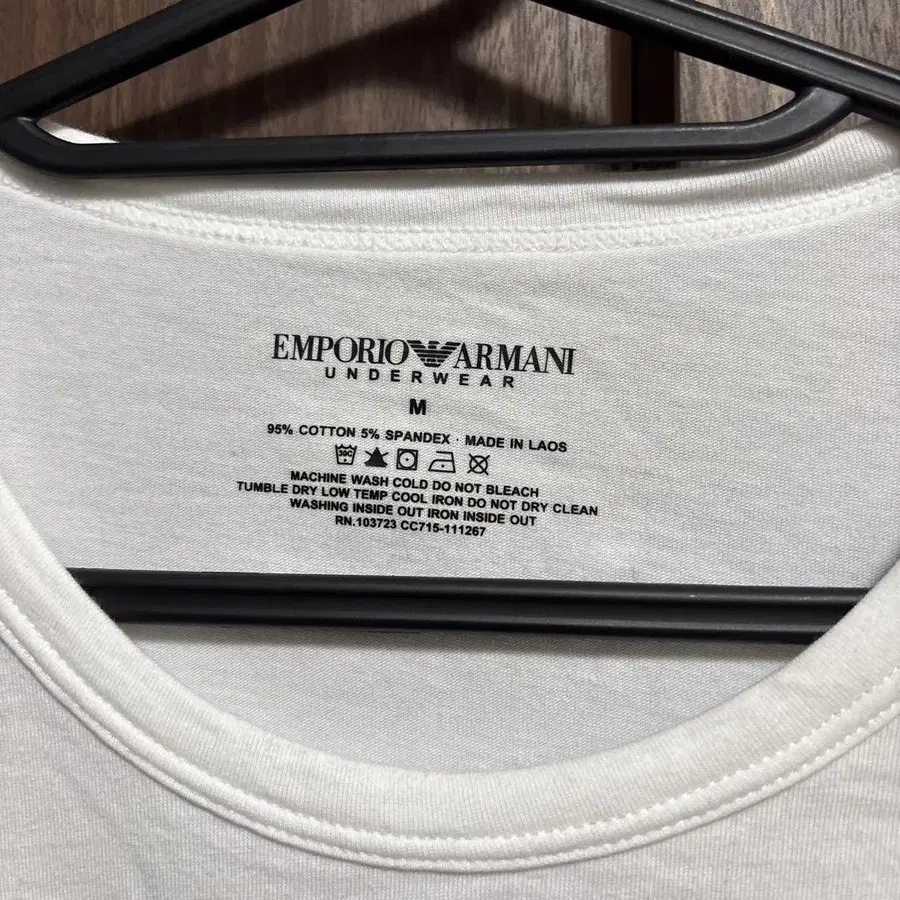 EMPORIO ARMANI
UNDERWEAR
M
95% COTTON 5% SPANDEX · MADE IN LAOS
30C
MACHINE WASH COLD DO NOT BLEACH
TUMBLE DRY LOW TEMP COOL IRON DO NOT DRY CLEAN
WASHING INSIDE OUT IRON INSIDE OUT
RN.103723 CC715-111267